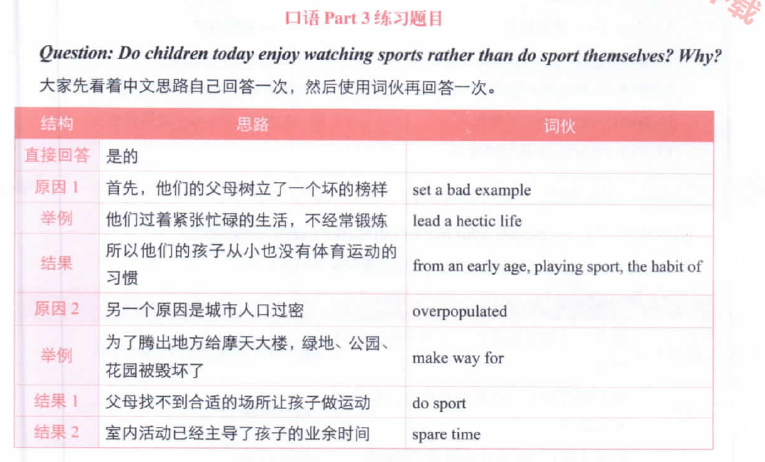 口语 Part 3 练习题目
Question: Do children today enjoy watching sports rather than do sport themselves? Why?
大家先看着中文思路自己回答一次，然后使用词伙再回答一次。
结构 思路 词伙
直接回答 是的
原因 1 首先，他们的父母树立了一个坏的榜样 set a bad example
举例 他们过着紧张忙碌的生活，不经常锻炼 lead a hectic life
结果 所以他们的孩子从小也没有体育运动的
习惯 from an early age, playing sport, the habit of
原因 2 另一个原因是城市人口过密 overpopulated
举例 为了腾出地方给摩天大楼，绿地、公园、
花园被毁坏了 make way for
结果 1 父母找不到合适的场所让孩子做运动 do sport
结果 2 室内活动已经主导了孩子的业余时间 spare time